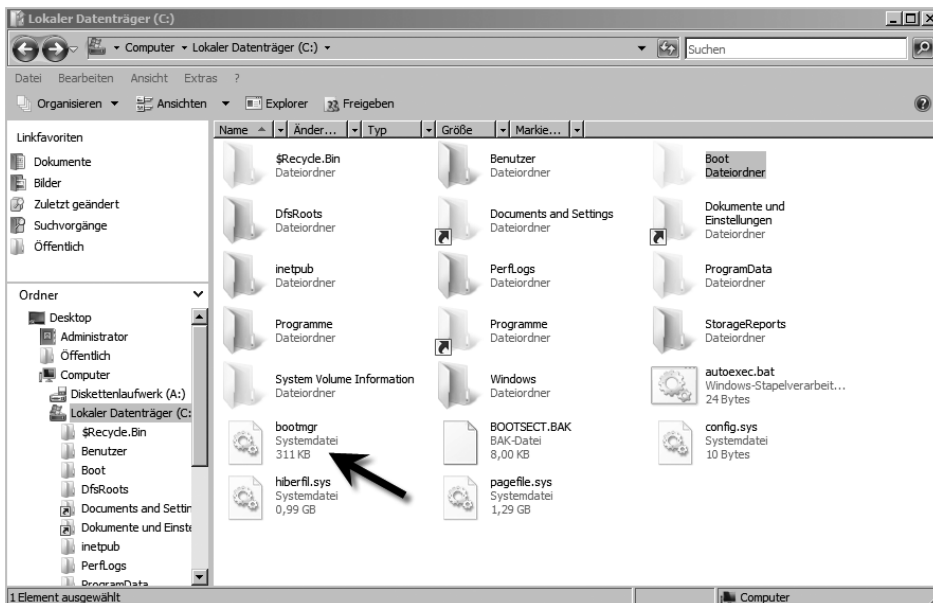 Lokaler Datenträger (C:)
Computer Lokaler Datenträger (C:)
Suchen
Datei Bearbeiten Ansicht Extras ?
Organisieren Ansichten Explorer Freigeben
Linkfavoriten
Dokumente
Bilder
Zuletzt geändert
Suchvorgänge
Öffentlich
Ordner
Desktop
Administrator
Öffentlich
Computer
Diskettenlaufwerk (A:)
Lokaler Datenträger (C:
$Recycle.Bin
Benutzer
Boot
DfsRoots
Documents and Settin
Dokumente und Einste
inetpub
PerfLogs
ProgramData
Name Änder... Typ Größe Markie...
$Recycle.Bin
Dateiordner
Benutzer
Dateiordner
Boot
Dateiordner
DfsRoots
Dateiordner
Documents and Settings
Dateiordner
Dokumente und
Einstellungen
Dateiordner
inetpub
Dateiordner
PerfLogs
Dateiordner
ProgramData
Dateiordner
Programme
Dateiordner
Programme
Dateiordner
StorageReports
Dateiordner
System Volume Information
Dateiordner
Windows
Dateiordner
autoexec.bat
Windows-Stapelverarbeit...
24 Bytes
bootmgr
Systemdatei
311 KB
BOOTSECT.BAK
BAK-Datei
8,00 KB
config.sys
Systemdatei
10 Bytes
hiberfil.sys
Systemdatei
0,99 GB
pagefile.sys
Systemdatei
1,29 GB
1 Element ausgewählt
Computer